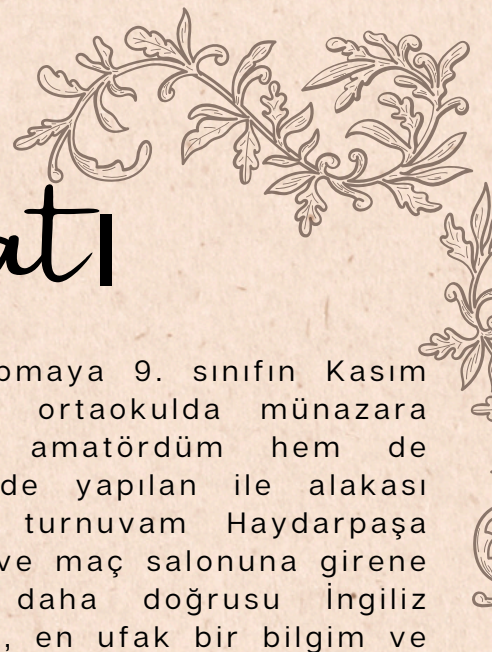 atı
omaya 9. sınıfın Kasım
ortaokulda münazara
amatördüm hem de
de yapılan ile alakası
turnuvam Haydarpaşa
ve maç salonuna girene
daha doğrusu İngiliz
, en ufak bir bilgim ve